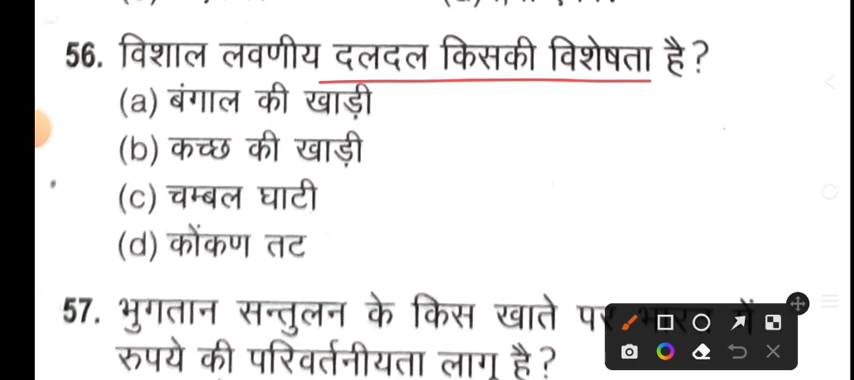 56. विशाल लवणीय दलदल किसकी विशेषता है?
(a) बंगाल की खाड़ी
(b) कच्छ की खाड़ी
(c) चम्बल घाटी
(d) कोंकण तट
57. भुगतान सन्तुलन के किस खाते पर भारत में
रुपये की परिवर्तनीयता लागू है?